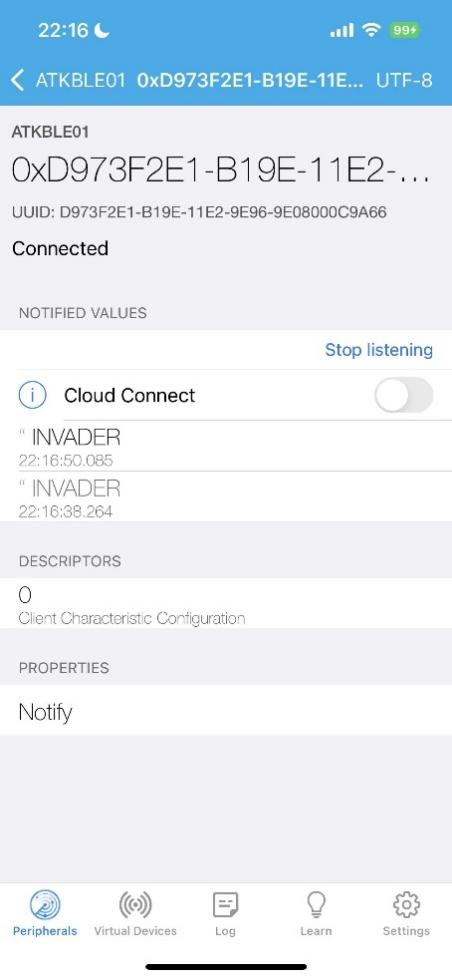 22:16
99
ATKBLE01 0xD973F2E1-B19E-11E... UTF-8
ATKBLE01
0xD973F2E1-B19E-11E2-...
UUID: D973F2E1-B19E-11E2-9E96-9E08000C9A66
Connected
NOTIFIED VALUES
Stop listening
Cloud Connect
“ INVADER
22:16:50.085
“ INVADER
22:16:38.264
DESCRIPTORS
0
Client Characteristic Configuration
PROPERTIES
Notify
Peripherals Virtual Devices Log Learn Settings